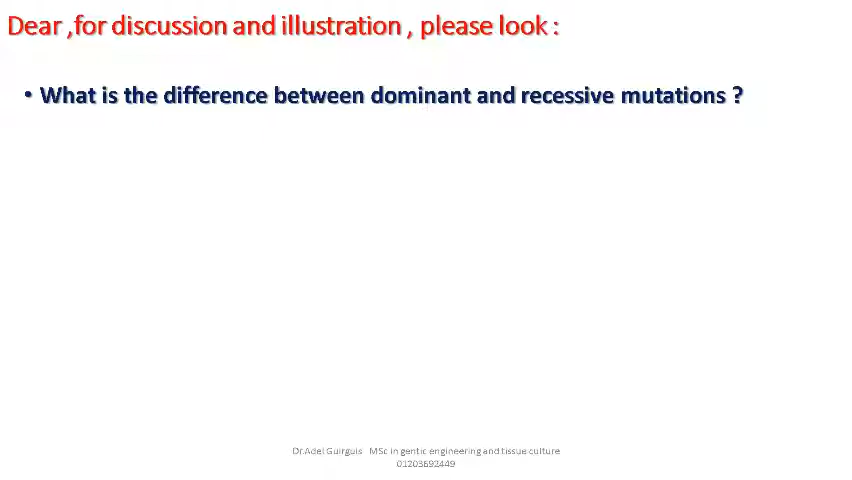 Dear ,for discussion and illustration , please look :
• What is the difference between dominant and recessive mutations ?
Dr.Adel Guirguis MSc in gentic engineering and tissue culture
01203692449